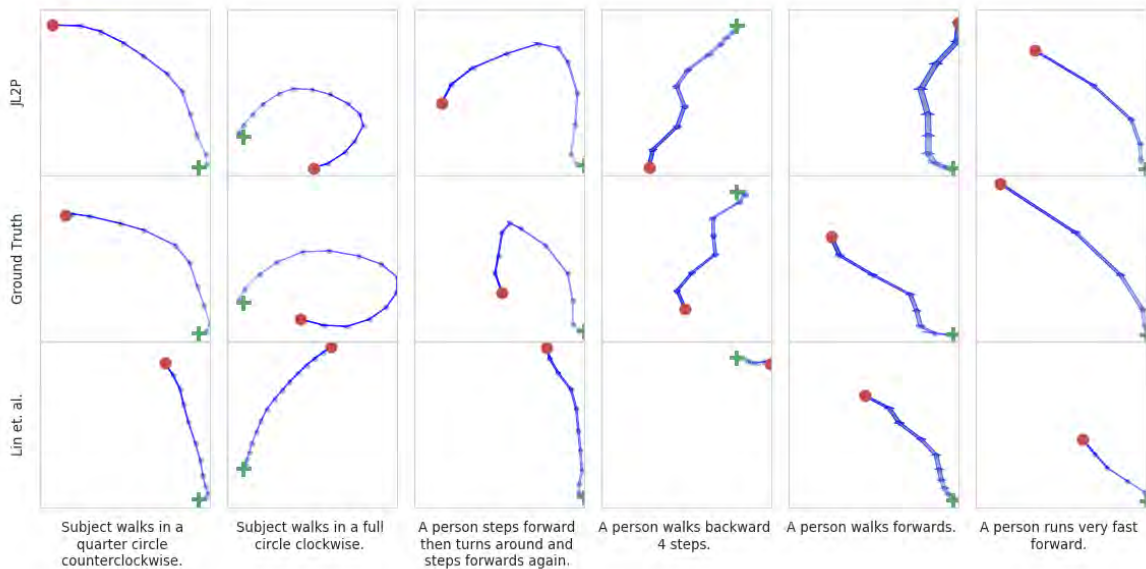 JL2P
Ground Truth
Lin et. al.
Subject walks in a
quarter circle
counterclockwise.
Subject walks in a full
circle clockwise.
A person steps forward
then turns around and
steps forwards again.
A person walks backward
4 steps.
A person walks forwards.
A person runs very fast
forward.